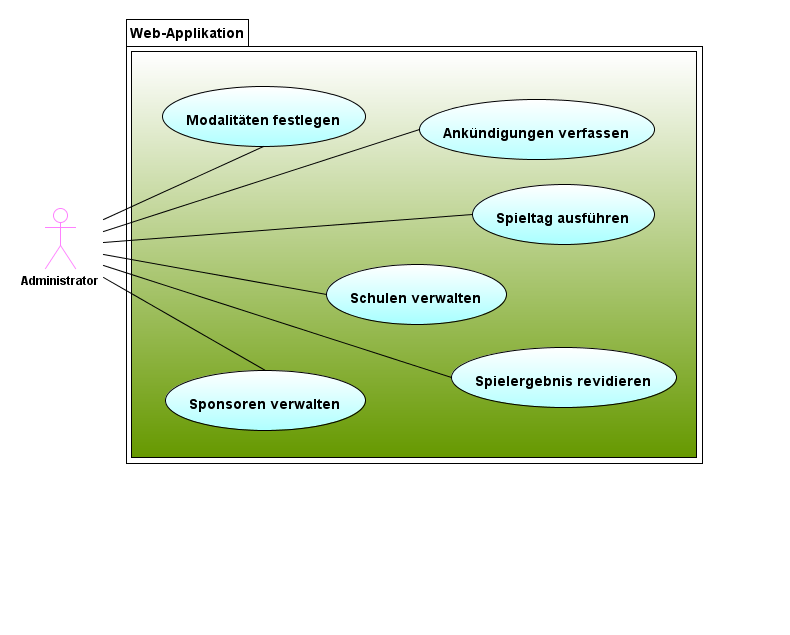 Web-Applikation
Modalitäten festlegen
Ankündigungen verfassen
Spieltag ausführen
Administrator
Schulen verwalten
Spielergebnis revidieren
Sponsoren verwalten